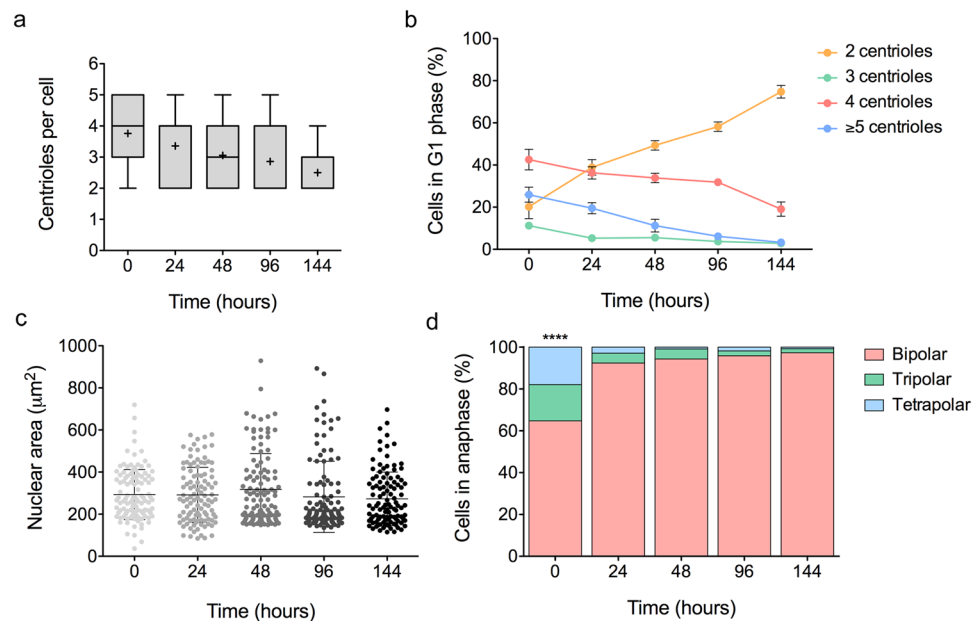 a
Centrioles per cell
6
5
4
3
2
1
0
0 24 48 96 144
Time (hours)
b
Cells in G1 phase (%)
100
80
60
40
20
0
0 24 48 96 144
Time (hours)
2 centrioles
3 centrioles
4 centrioles
≥5 centrioles
c
Nuclear area (μm²)
1000
800
600
400
200
0
0 24 48 96 144
Time (hours)
d
Cells in anaphase (%)
100
80
60
40
20
0
****
0 24 48 96 144
Time (hours)
Bipolar
Tripolar
Tetrapolar